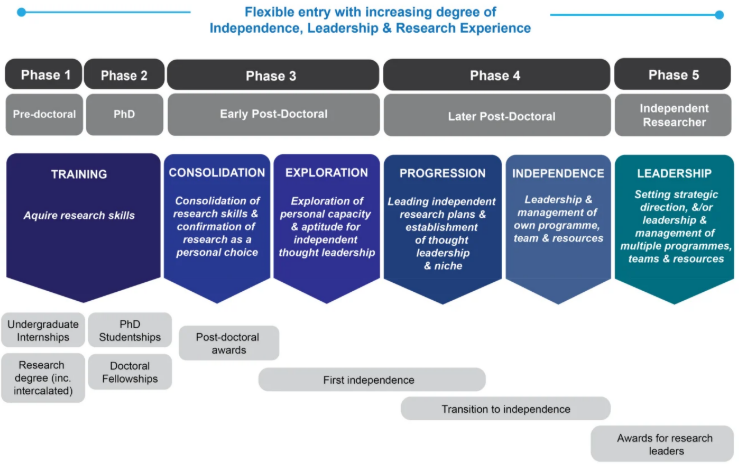 Flexible entry with increasing degree of
Independence, Leadership & Research Experience
Phase 1
Phase 2
Phase 3
Phase 4
Phase 5
Pre-doctoral
PhD
Early Post-Doctoral
Later Post-Doctoral
Independent
Researcher
TRAINING
Aquire research skills
CONSOLIDATION
Consolidation of
research skills &
confirmation of
research as a
personal choice
EXPLORATION
Exploration of
personal capacity
& aptitude for
independent
thought leadership
PROGRESSION
Leading independent
research plans &
establishment
of thought
leadership
& niche
INDEPENDENCE
Leadership &
management of
own programme,
team & resources
LEADERSHIP
Setting strategic
direction, &/or
leadership &
management of
multiple programmes,
teams & resources
Undergraduate
Internships
PhD
Studentships
Post-doctoral
awards
Research
degree (inc.
intercalated)
Doctoral
Fellowships
First independence
Transition to independence
Awards for research
leaders